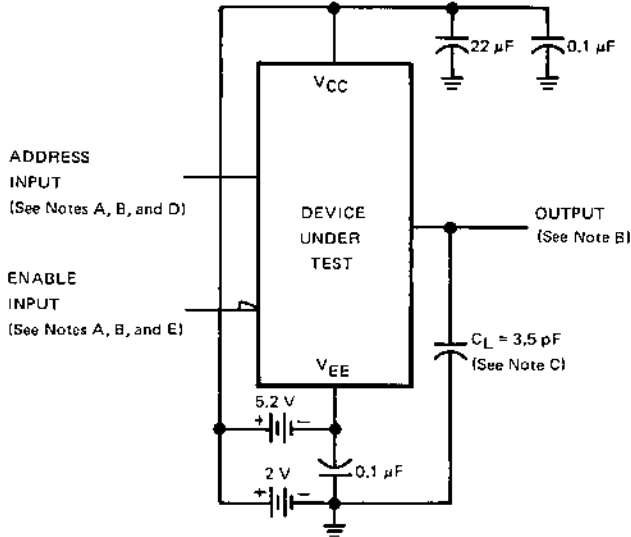 22 µF
0.1 µF
VCC
ADDRESS
INPUT
(See Notes A, B, and D)
DEVICE
UNDER
TEST
OUTPUT
(See Note B)
ENABLE
INPUT
(See Notes A, B, and E)
CL = 3.5 pF
(See Note C)
VEE
5.2 V
+ −
0.1 µF
2 V
+ −